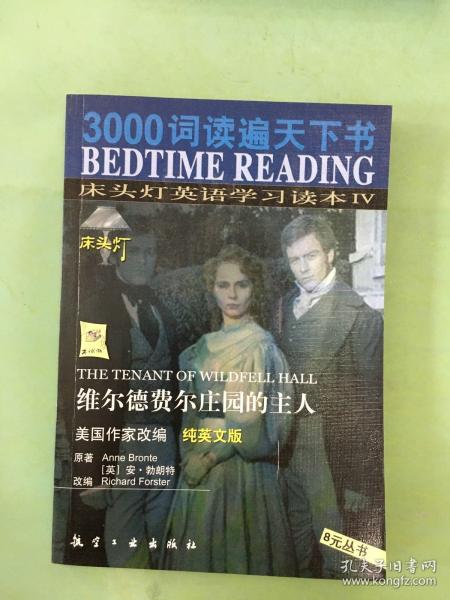 3000词读遍天下书
BEDTIME READING
床头灯英语学习读本IV
床头灯
THE TENANT OF WILDFELL HALL
维尔德费尔庄园的主人
美国作家改编 纯英文版
原著 Anne Bronte
[英] 安·勃朗特
改编 Richard Forster
航空工业出版社
8元丛书
孔夫子旧书网